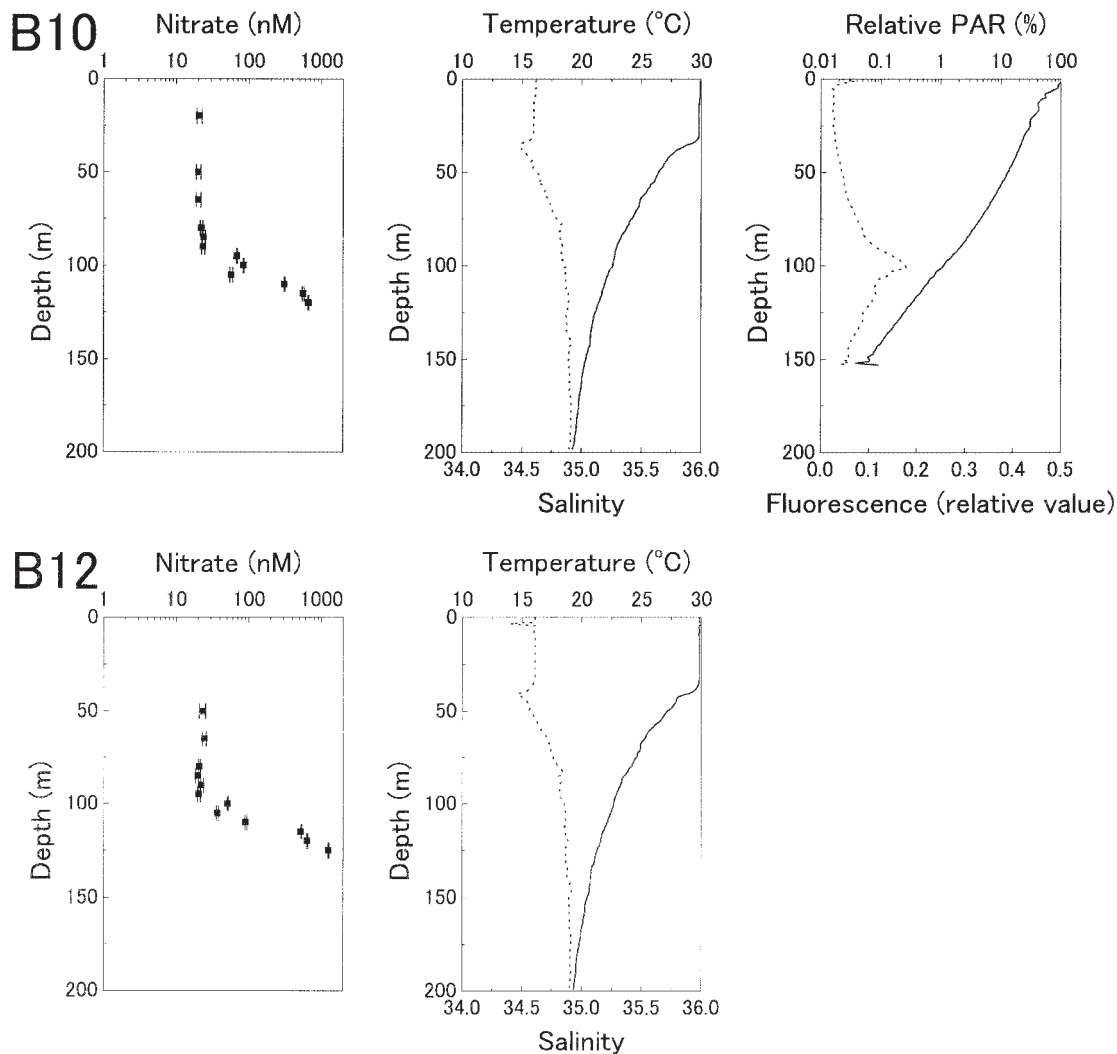 B10
Nitrate (nM)
1 10 100 1000
0
50
100
150
200
Depth (m)
Temperature (°C)
10 15 20 25 30
0
50
100
150
200
Depth (m)
34.0 34.5 35.0 35.5 36.0
Salinity
Relative PAR (%)
0.01 0.1 1 10 100
0
50
100
150
200
Depth (m)
0.0 0.1 0.2 0.3 0.4 0.5
Fluorescence (relative value)
B12
Nitrate (nM)
1 10 100 1000
0
50
100
150
200
Depth (m)
Temperature (°C)
10 15 20 25 30
0
50
100
150
200
Depth (m)
34.0 34.5 35.0 35.5 36.0
Salinity